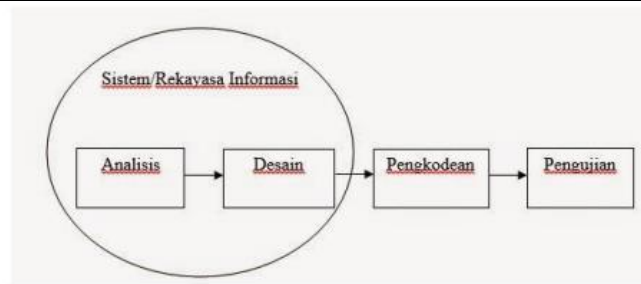 Sistem/Rekayasa Informasi
Analisis
Desain
Pengkodean
Pengujian